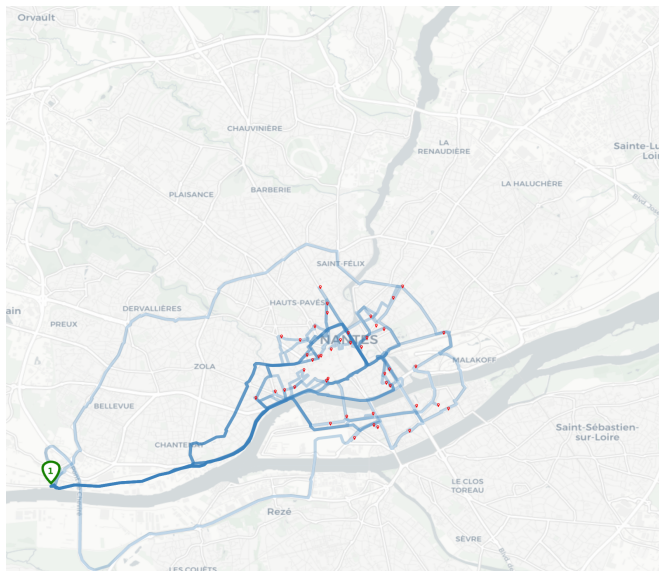 Orvault
CHAUVINIÈRE
LA
RENAUDIÈRE
Sainte-Lu
Loir
BARBERIE
PLAISANCE
LA HALUCHÈRE
SAINT-FÉLIX
HAUTS-PAVÉS
DERVALLIÈRES
ain
PREUX
NANTES
MALAKOFF
ZOLA
BELLEVUE
CHANTENAY
Saint-Sébastien-
sur-Loire
1
LE CLOS
TOREAU
Rezé
SÈVRE
LES COUËTS